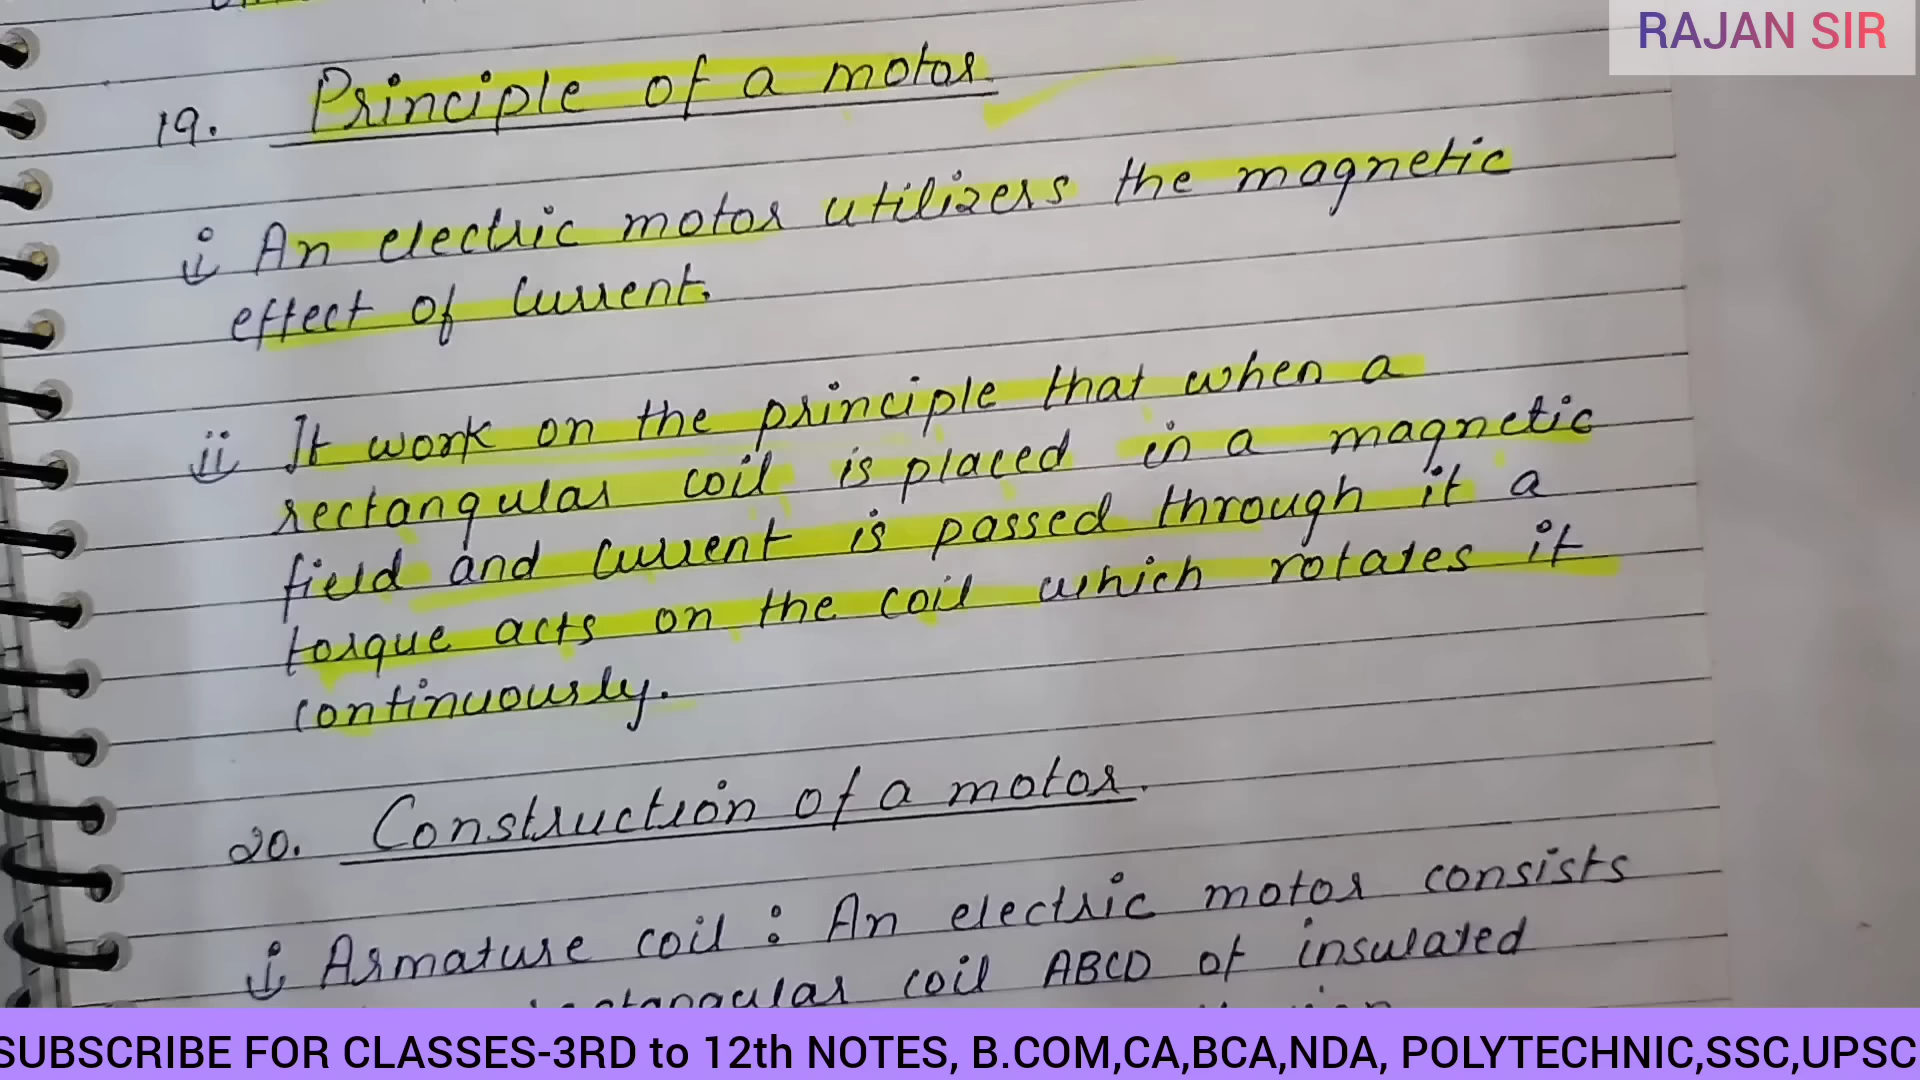 RAJAN SIR
19. Principle of a motor
i An electric motor utilizers the magnetic
effect of current.
ii It work on the principle that when a
rectangular coil is placed in a magnetic
field and current is passed through it a
torque acts on the coil which rotates it
continuously.
20. Construction of a motor.
i Armature coil : An electric motor consists
rectangular coil ABCD of insulated
SUBSCRIBE FOR CLASSES-3RD to 12th NOTES, B.COM,CA,BCA,NDA, POLYTECHNIC,SSC,UPSC